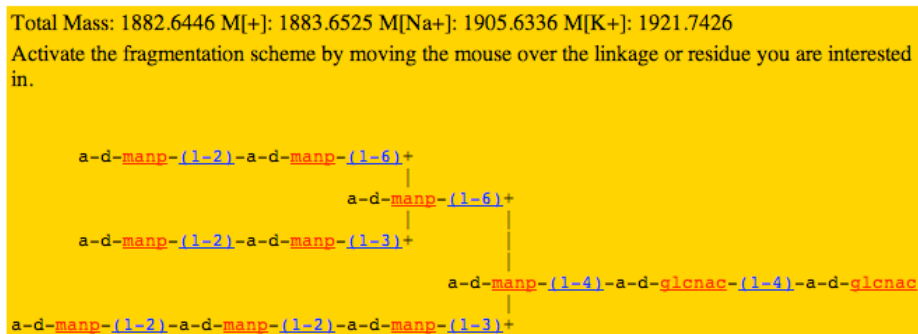 Total Mass: 1882.6446 M[+]: 1883.6525 M[Na+]: 1905.6336 M[K+]: 1921.7426
Activate the fragmentation scheme by moving the mouse over the linkage or residue you are interested
in.
a-d-manp-(1-2)-a-d-manp-(1-6)+
a-d-manp-(1-6)+
a-d-manp-(1-2)-a-d-manp-(1-3)+
a-d-manp-(1-4)-a-d-glcnac-(1-4)-a-d-glcnac
a-d-manp-(1-2)-a-d-manp-(1-2)-a-d-manp-(1-3)+